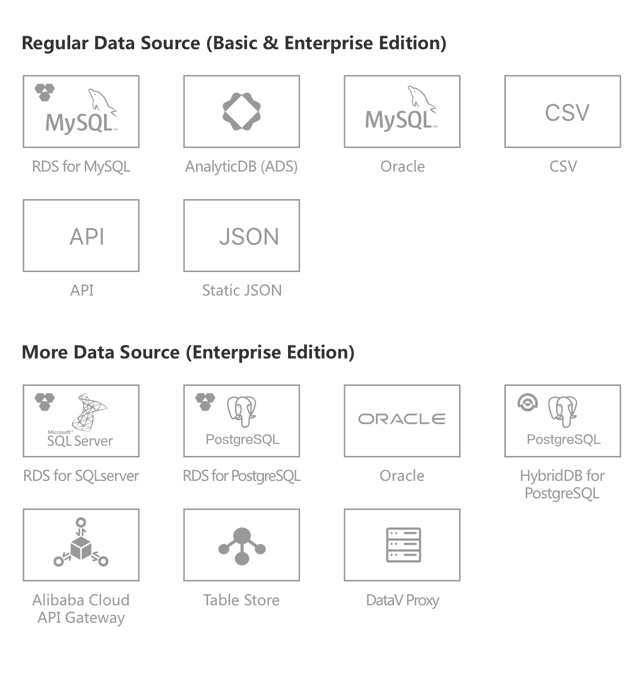 Regular Data Source (Basic & Enterprise Edition)
MySQL™
RDS for MySQL
AnalyticDB (ADS)
MySQL™
Oracle
CSV
CSV
API
API
JSON
Static JSON
More Data Source (Enterprise Edition)
Microsoft®
SQL Server
RDS for SQLserver
PostgreSQL
RDS for PostgreSQL
ORACLE
Oracle
PostgreSQL
HybridDB for
PostgreSQL
Alibaba Cloud
API Gateway
Table Store
DataV Proxy